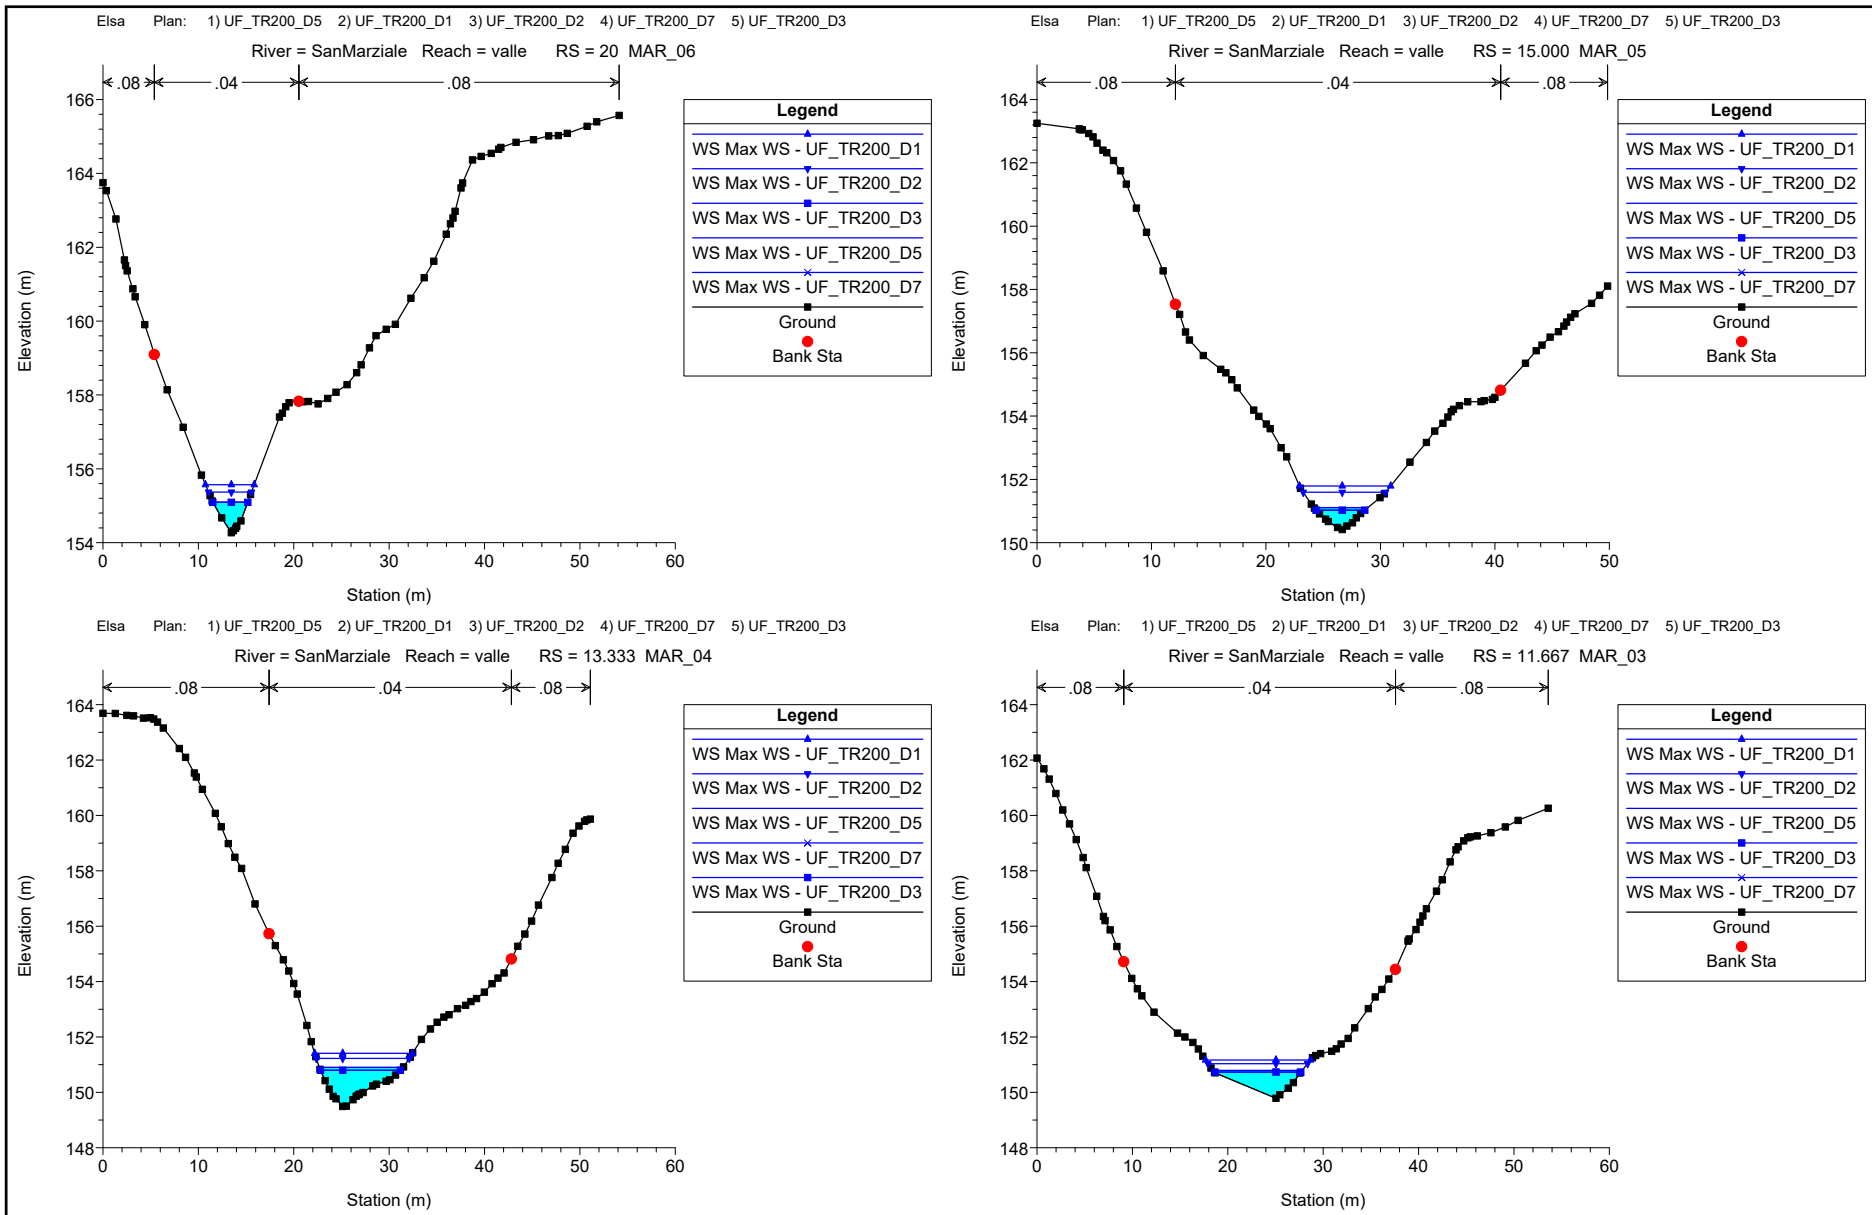 Elsa Plan: 1) UF_TR200_D5 2) UF_TR200_D1 3) UF_TR200_D2 4) UF_TR200_D7 5) UF_TR200_D3
River = SanMarziale Reach = valle RS = 20 MAR_06
.08 .04 .08
166
164
162
160
158
156
154
Elevation (m)
0 10 20 30 40 50 60
Station (m)
Legend
WS Max WS - UF_TR200_D1
WS Max WS - UF_TR200_D2
WS Max WS - UF_TR200_D3
WS Max WS - UF_TR200_D5
WS Max WS - UF_TR200_D7
Ground
Bank Sta
Elsa Plan: 1) UF_TR200_D5 2) UF_TR200_D1 3) UF_TR200_D2 4) UF_TR200_D7 5) UF_TR200_D3
River = SanMarziale Reach = valle RS = 15.000 MAR_05
.08 .04 .08
164
162
160
158
156
154
152
150
Elevation (m)
0 10 20 30 40 50
Station (m)
Legend
WS Max WS - UF_TR200_D1
WS Max WS - UF_TR200_D2
WS Max WS - UF_TR200_D5
WS Max WS - UF_TR200_D3
WS Max WS - UF_TR200_D7
Ground
Bank Sta
Elsa Plan: 1) UF_TR200_D5 2) UF_TR200_D1 3) UF_TR200_D2 4) UF_TR200_D7 5) UF_TR200_D3
River = SanMarziale Reach = valle RS = 13.333 MAR_04
.08 .04 .08
164
162
160
158
156
154
152
150
148
Elevation (m)
0 10 20 30 40 50 60
Station (m)
Legend
WS Max WS - UF_TR200_D1
WS Max WS - UF_TR200_D2
WS Max WS - UF_TR200_D5
WS Max WS - UF_TR200_D7
WS Max WS - UF_TR200_D3
Ground
Bank Sta
Elsa Plan: 1) UF_TR200_D5 2) UF_TR200_D1 3) UF_TR200_D2 4) UF_TR200_D7 5) UF_TR200_D3
River = SanMarziale Reach = valle RS = 11.667 MAR_03
.08 .04 .08
164
162
160
158
156
154
152
150
148
Elevation (m)
0 10 20 30 40 50 60
Station (m)
Legend
WS Max WS - UF_TR200_D1
WS Max WS - UF_TR200_D2
WS Max WS - UF_TR200_D5
WS Max WS - UF_TR200_D3
WS Max WS - UF_TR200_D7
Ground
Bank Sta